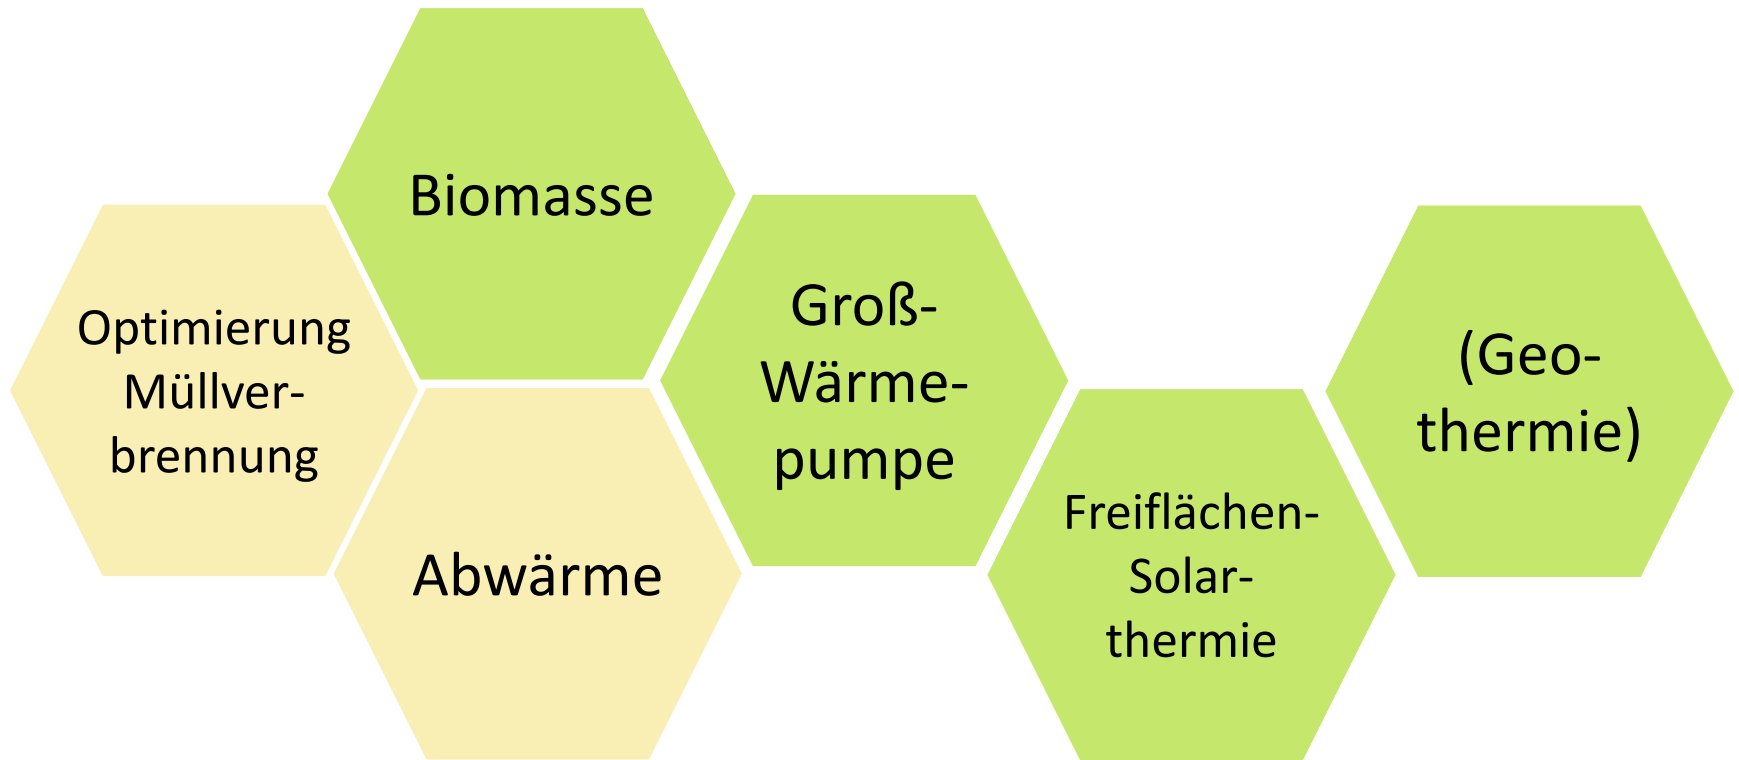 Optimierung
Müllver-
brennung
Biomasse
Abwärme
Groß-
Wärme-
pumpe
Freiflächen-
Solar-
thermie
(Geo-
thermie)